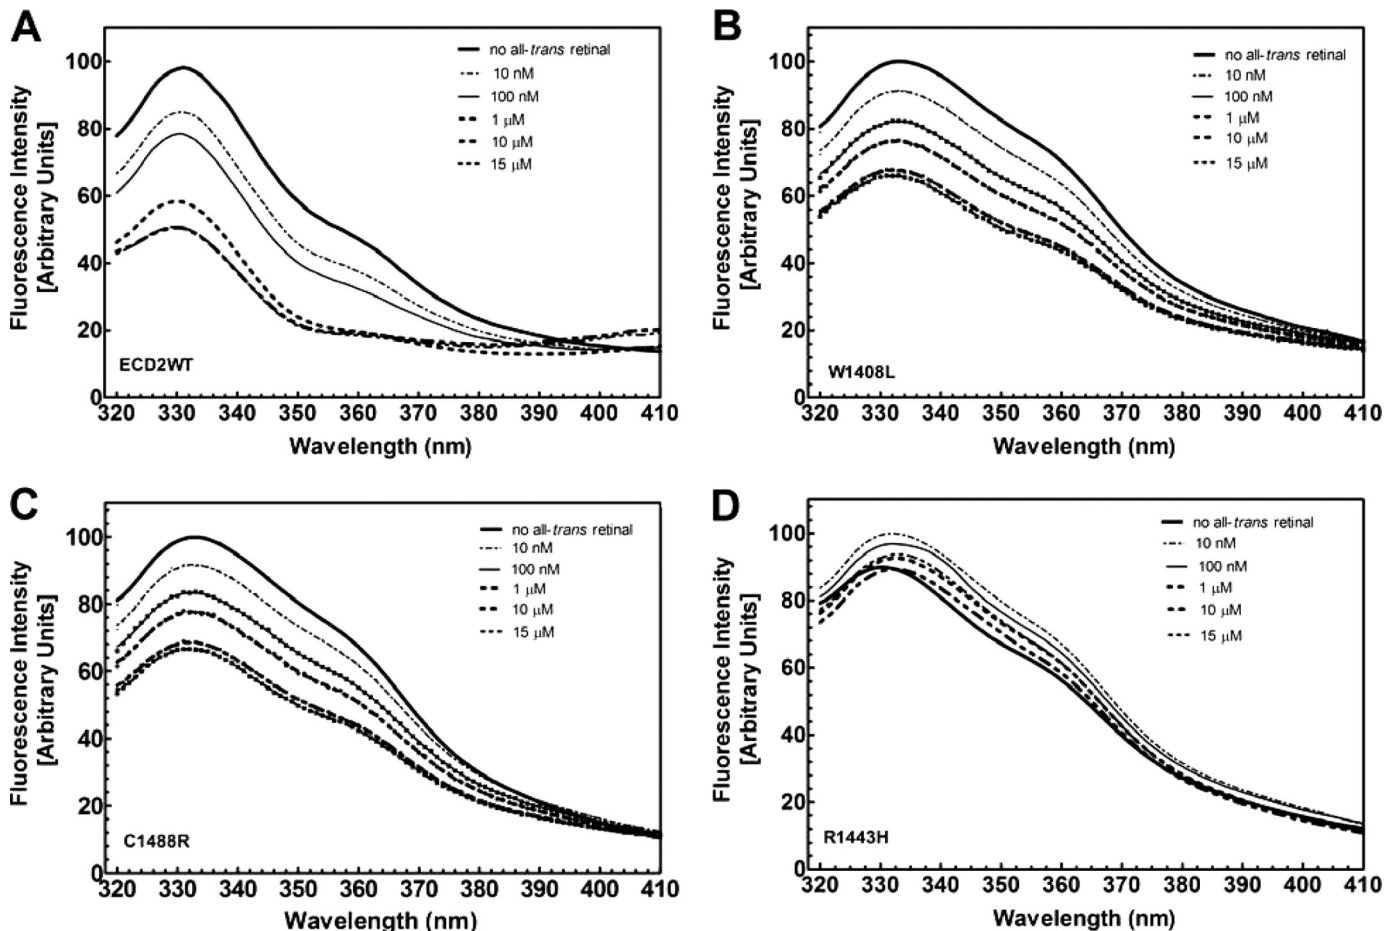 A
Fluorescence Intensity
[Arbitrary Units]
100
80
60
40
20
0
no all-trans retinal
10 nM
100 nM
1 μM
10 μM
15 μM
ECD2WT
320 330 340 350 360 370 380 390 400 410
Wavelength (nm)
B
Fluorescence Intensity
[Arbitrary Units]
100
80
60
40
20
0
no all-trans retinal
10 nM
100 nM
1 μM
10 μM
15 μM
W1408L
320 330 340 350 360 370 380 390 400 410
Wavelength (nm)
C
Fluorescence Intensity
[Arbitrary Units]
100
80
60
40
20
0
no all-trans retinal
10 nM
100 nM
1 μM
10 μM
15 μM
C1488R
320 330 340 350 360 370 380 390 400 410
Wavelength (nm)
D
Fluorescence Intensity
[Arbitrary Units]
100
80
60
40
20
0
no all-trans retinal
10 nM
100 nM
1 μM
10 μM
15 μM
R1443H
320 330 340 350 360 370 380 390 400 410
Wavelength (nm)